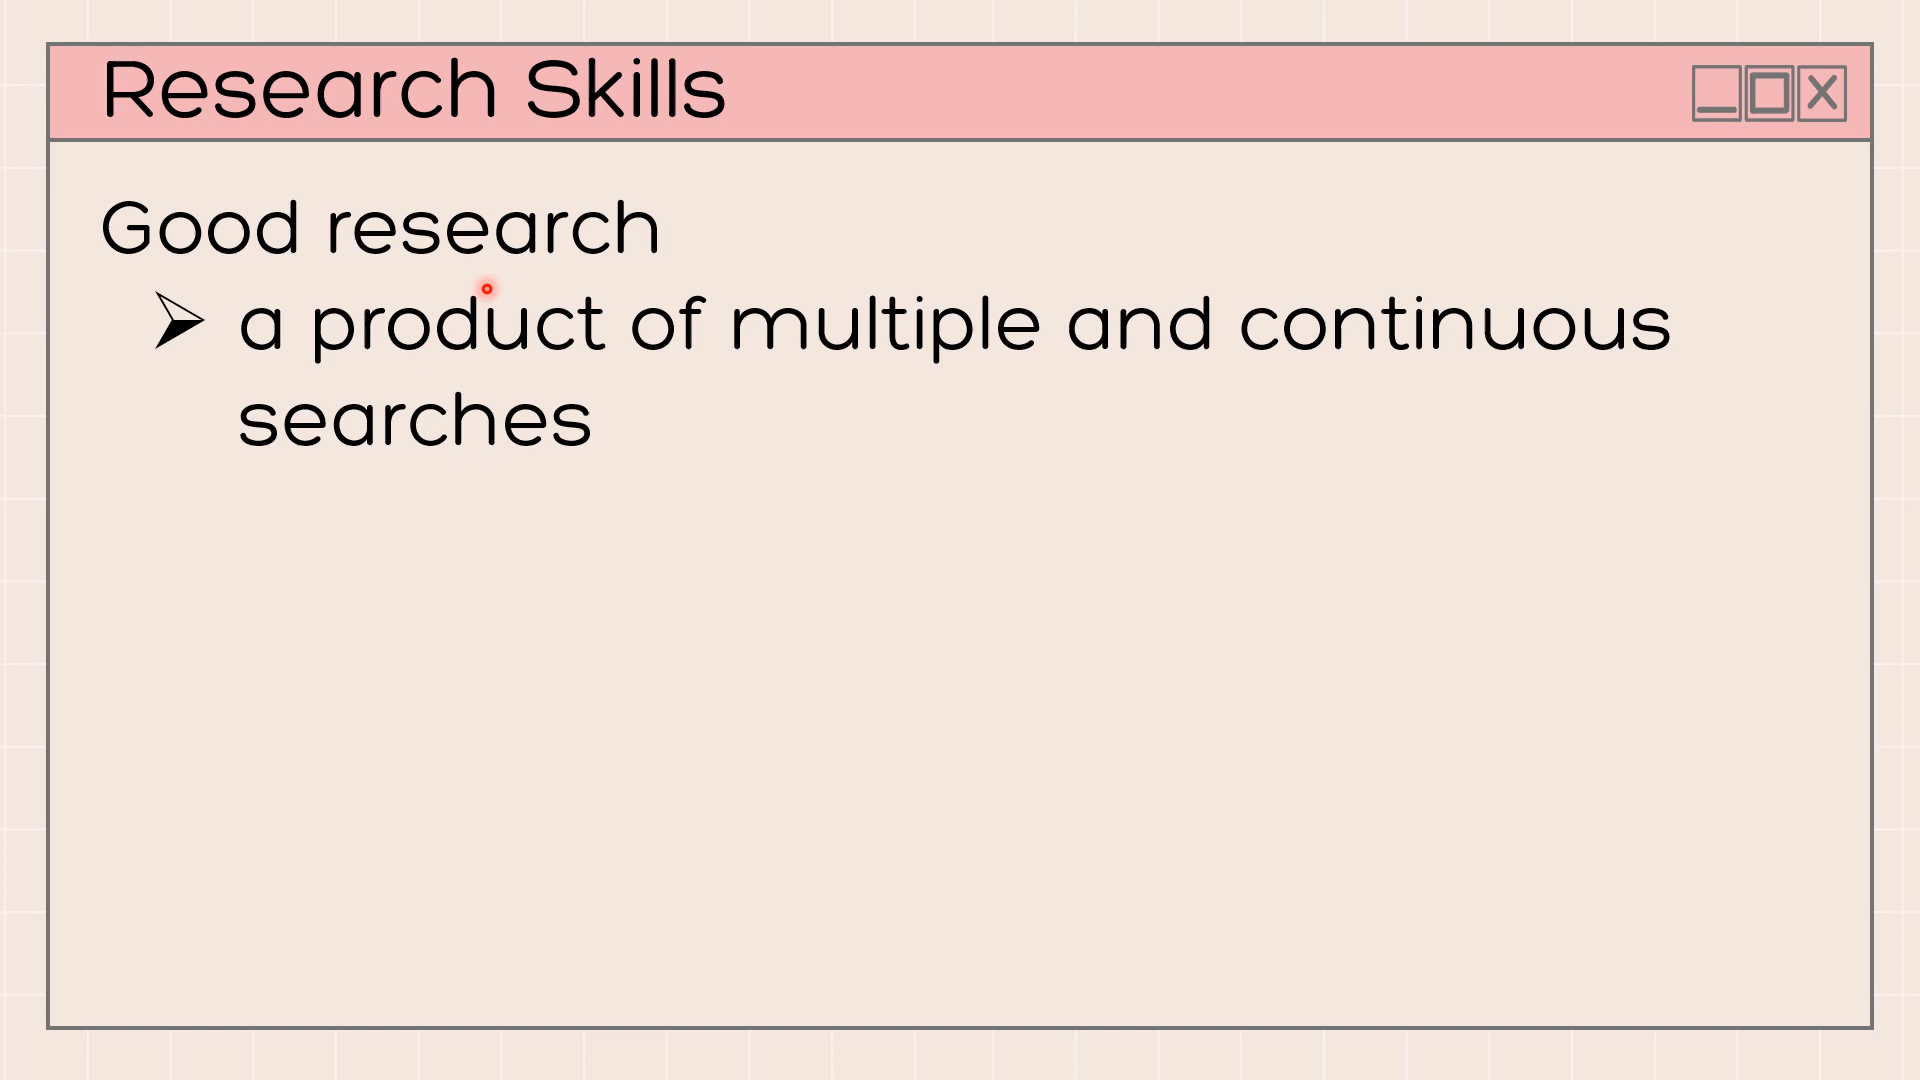 Research Skills
Good research
➢ a product of multiple and continuous
searches